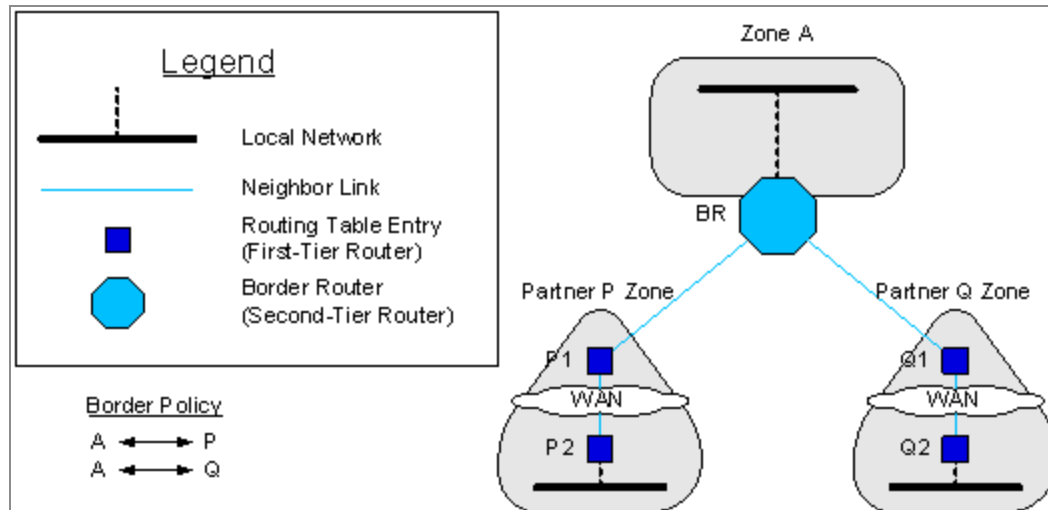 Legend
Local Network
Neighbor Link
Routing Table Entry
(First-Tier Router)
Border Router
(Second-Tier Router)
Border Policy
A P
A Q
Zone A
BR
Partner P Zone
Partner Q Zone
P1
Q1
WAN
WAN
P2
Q2